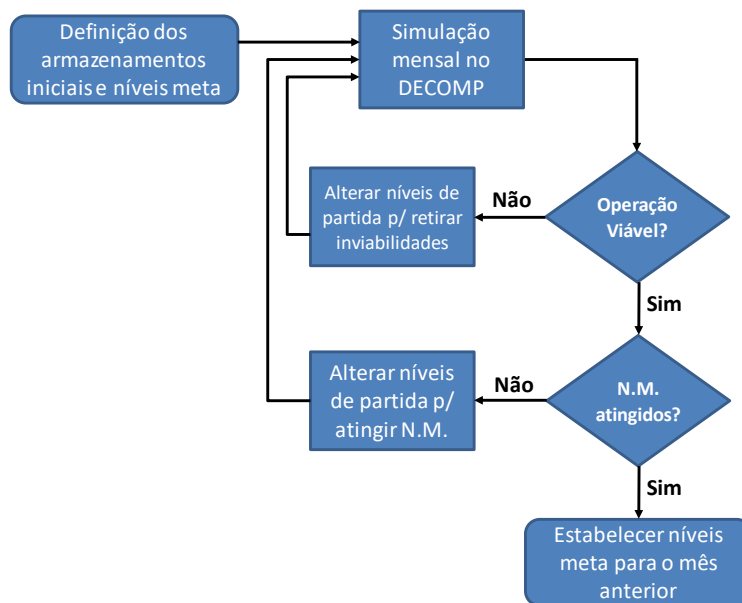 Definição dos
armazenamentos
iniciais e níveis meta
Simulação
mensal no
DECOMP
Alterar níveis de
partida p/ retirar
inviabilidades
Não
Operação
Viável?
Sim
Alterar níveis
de partida p/
atingir N.M.
Não
N.M.
atingidos?
Sim
Estabelecer níveis
meta para o mês
anterior